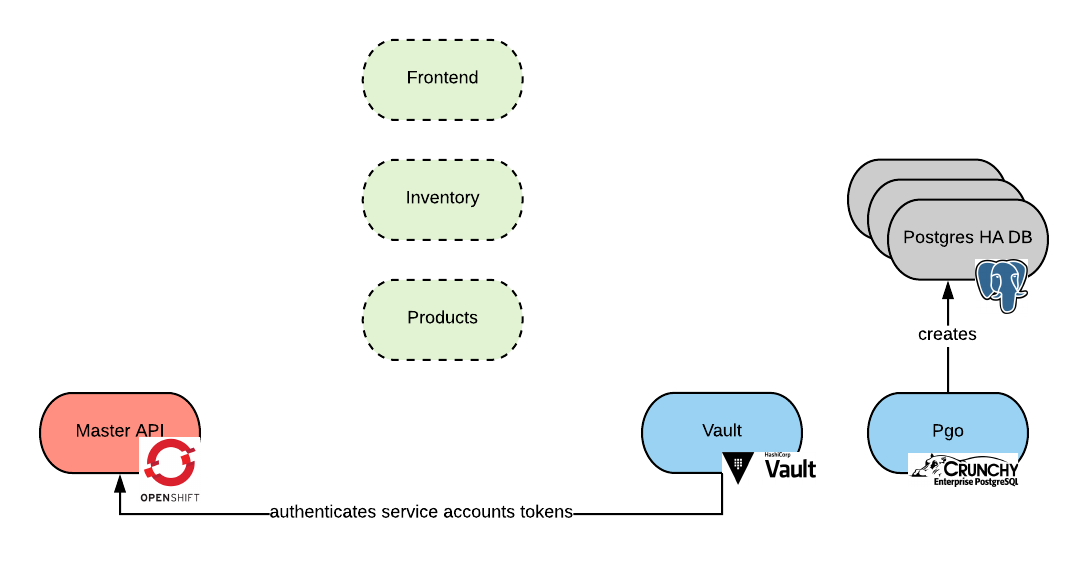 Frontend
Inventory
Products
Postgres HA DB
creates
Master API
OPENSHIFT
Vault
HashiCorp
Vault
Pgo
CRUNCHY
Enterprise PostgreSQL
authenticates service accounts tokens